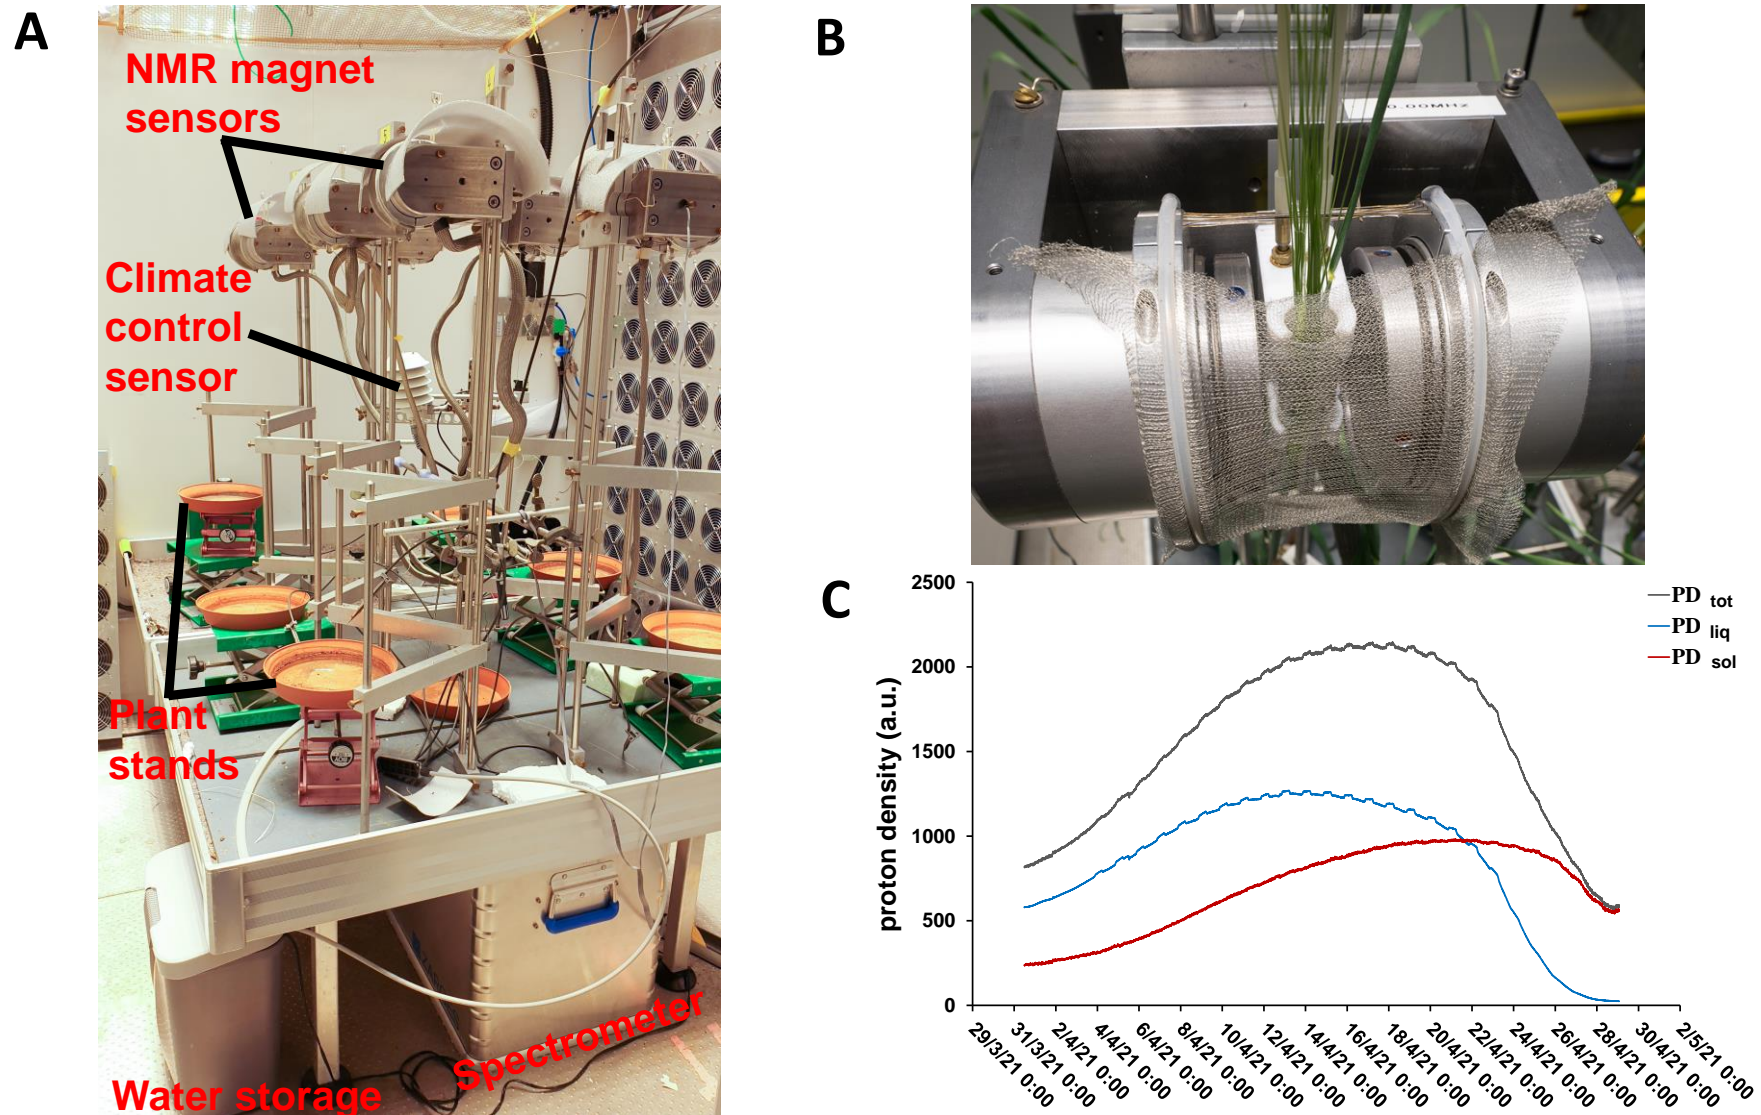 A
NMR magnet
sensors
Climate
control
sensor
Plant
stands
Spectrometer
Water storage
B
0.00MHz
C
2500
2000
1500
1000
500
0
proton density (a.u.)
PD tot
PD liq
PD sol
29/3/21 0:00
31/3/21 0:00
2/4/21 0:00
4/4/21 0:00
6/4/21 0:00
8/4/21 0:00
10/4/21 0:00
12/4/21 0:00
14/4/21 0:00
16/4/21 0:00
18/4/21 0:00
20/4/21 0:00
22/4/21 0:00
24/4/21 0:00
26/4/21 0:00
28/4/21 0:00
30/4/21 0:00
2/5/21 0:00